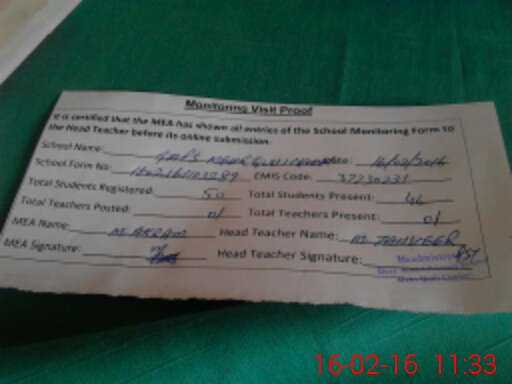 Monitoring Visit Proof
It is certified that the MEA has shown all entries of the School Monitoring Form to
the Head Teacher before its online submission.
School Name: Date: 16/02/2016
School Form No: EMIS Code: 37230231
Total Students Registered: 50 Total Students Present: 46
Total Teachers Posted: 01 Total Teachers Present: 01
MEA Name: M AKRAM Head Teacher Name: M TANVEER
MEA Signature: Head Teacher Signature:
16-02-16 11:33